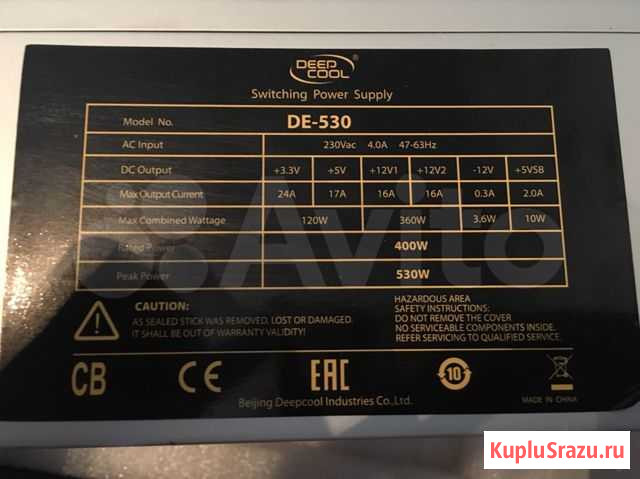 DEEP COOL ®
Switching Power Supply
Model No. DE-530
AC Input 230Vac 4.0A 47-63Hz
DC Output +3.3V +5V +12V1 +12V2 -12V +5VSB
Max Output Current 24A 17A 16A 16A 0.3A 2.0A
Max Combined Wattage 120W 360W 3.6W 10W
Rated Power 400W
Peak Power 530W
CAUTION:
AS SEALED STICK WAS REMOVED, LOST OR DAMAGED.
IT SHALL BE OUT OF WARRANTY VALIDITY!
HAZARDOUS AREA
SAFETY INSTRUCTIONS:
DO NOT REMOVE THE COVER
NO SERVICEABLE COMPONENTS INSIDE.
REFER SERVICING TO QUALIFIED SERVICE.
CB CE EAC 10
Beijing Deepcool Industries Co.,Ltd.
MADE IN CHINA
Avito
KupluSrazu.ru